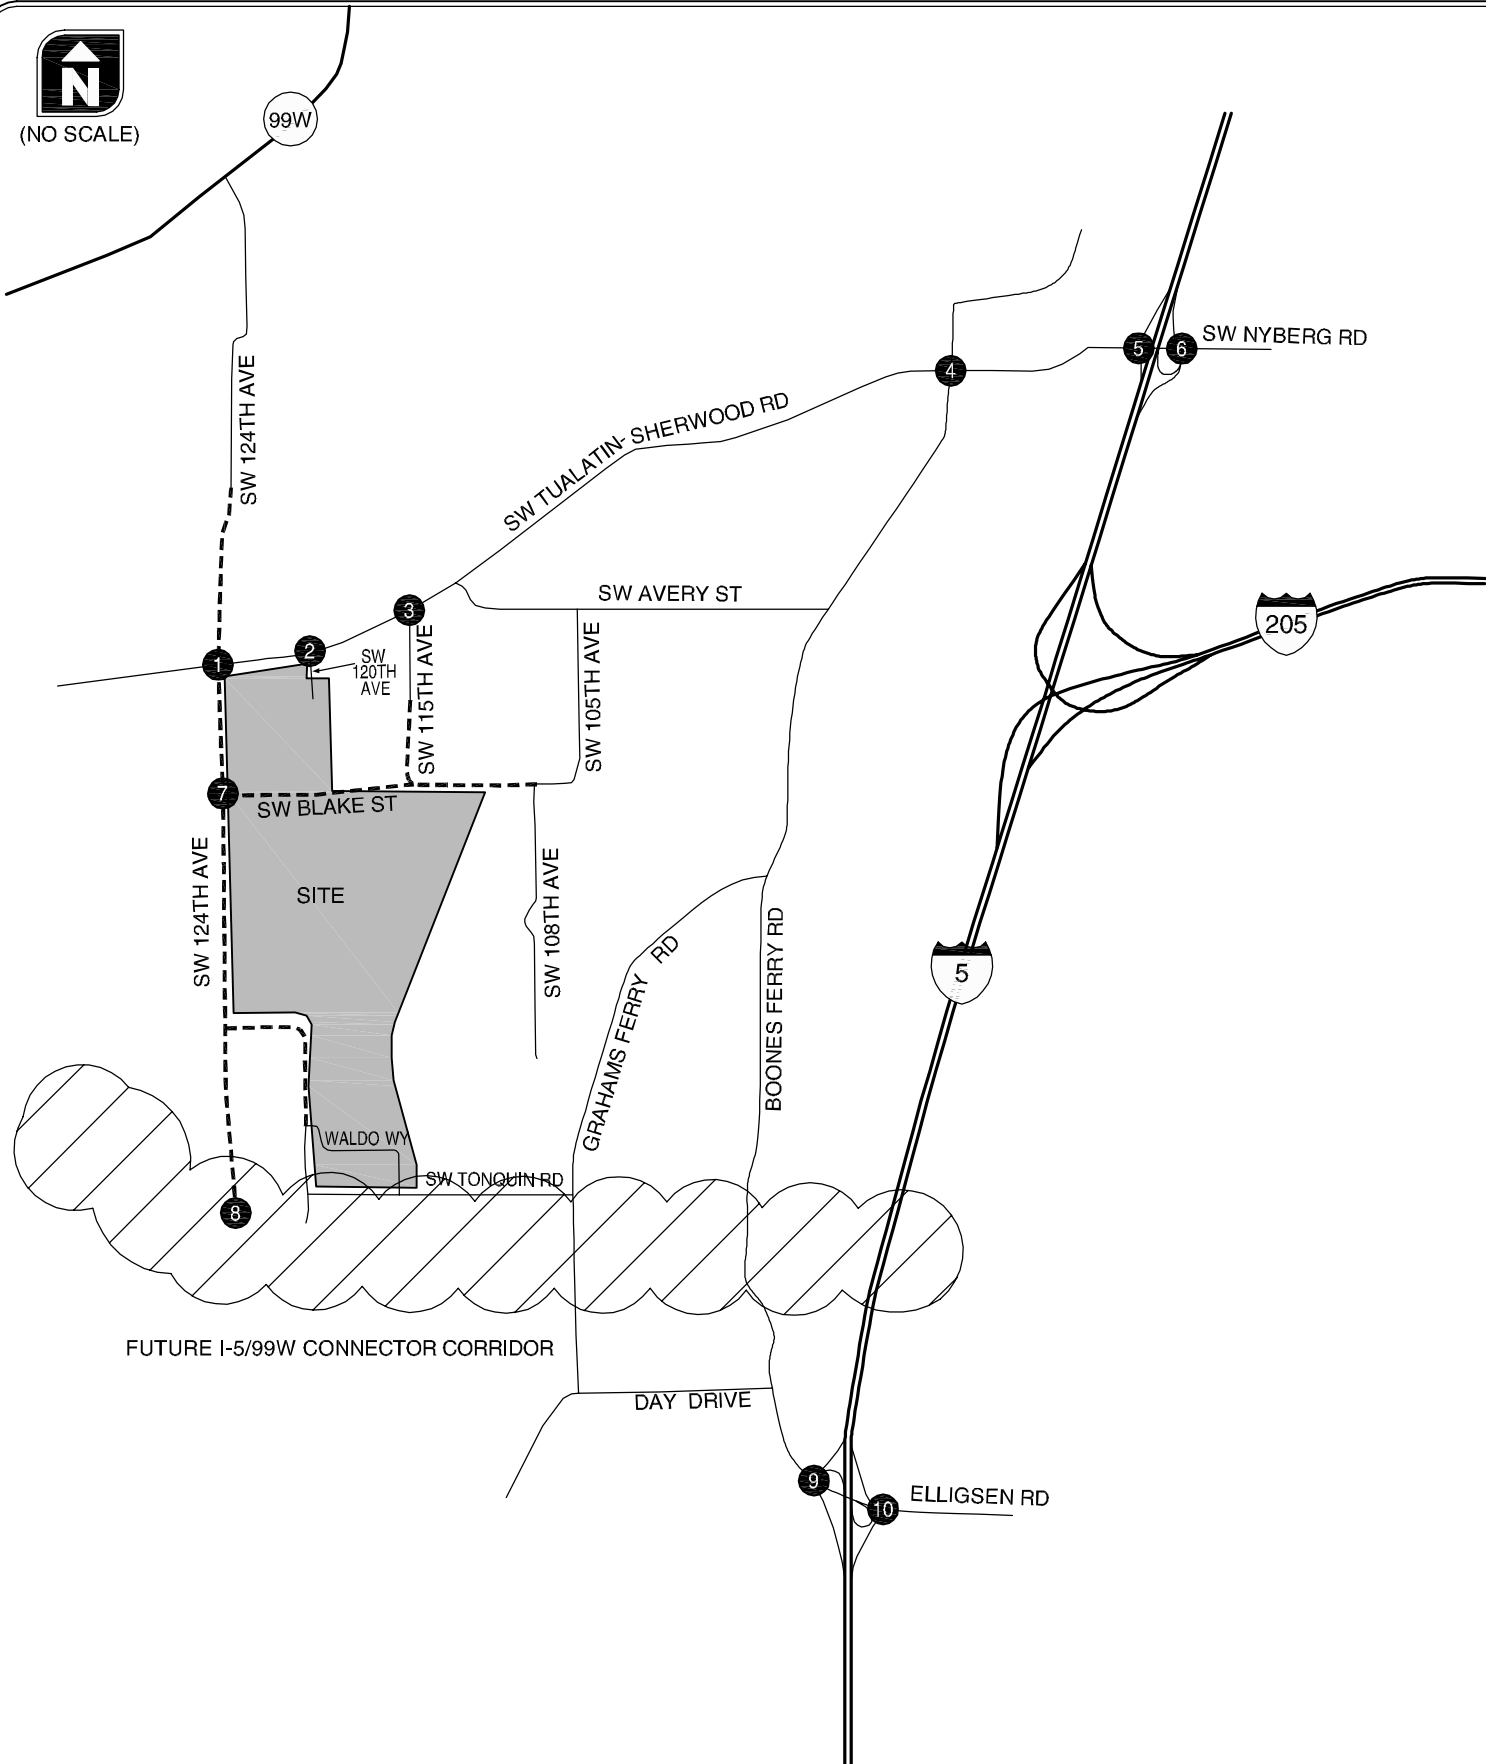 N
(NO SCALE)
99W
SW 124TH AVE
SW NYBERG RD
5
6
4
SW TUALATIN- SHERWOOD RD
SW AVERY ST
3
205
1
2
SW
120TH
AVE
SW 115TH AVE
SW 105TH AVE
7
SW BLAKE ST
SW 124TH AVE
SITE
SW 108TH AVE
GRAHAMS FERRY RD
BOONES FERRY RD
5
WALDO WY
SW TONQUIN RD
8
FUTURE I-5/99W CONNECTOR CORRIDOR
DAY DRIVE
9
10
ELLIGSEN RD